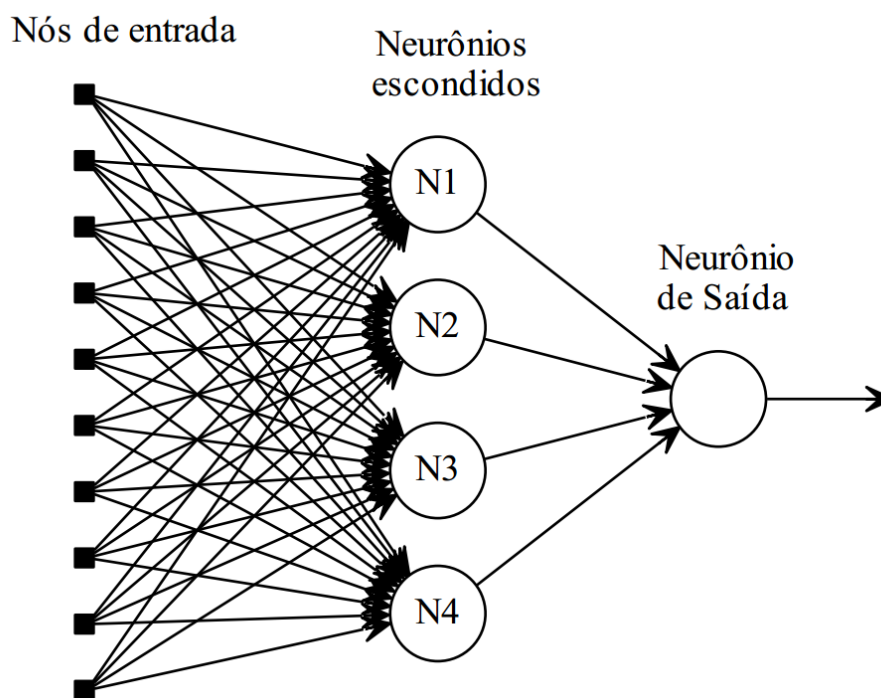 Nós de entrada
Neurônios
escondidos
N1
N2
N3
N4
Neurônio
de Saída